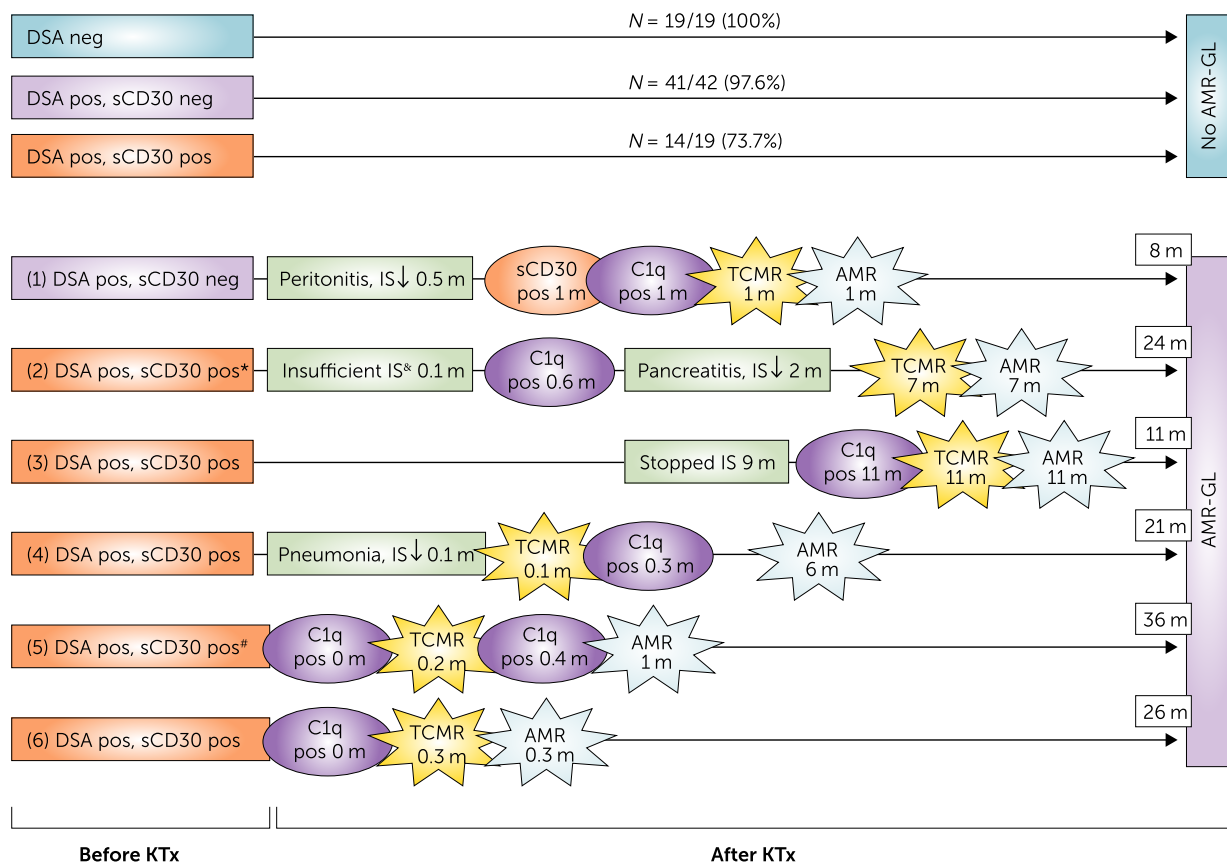 DSA neg
N = 19/19 (100%)
DSA pos, sCD30 neg
N = 41/42 (97.6%)
DSA pos, sCD30 pos
N = 14/19 (73.7%)
No AMR-GL
(1) DSA pos, sCD30 neg
Peritonitis, IS↓ 0.5 m
sCD30
pos 1 m
C1q
pos 1 m
TCMR
1 m
AMR
1 m
8 m
(2) DSA pos, sCD30 pos*
Insufficient IS& 0.1 m
C1q
pos 0.6 m
Pancreatitis, IS↓ 2 m
TCMR
7 m
AMR
7 m
24 m
(3) DSA pos, sCD30 pos
Stopped IS 9 m
C1q
pos 11 m
TCMR
11 m
AMR
11 m
11 m
(4) DSA pos, sCD30 pos
Pneumonia, IS↓ 0.1 m
TCMR
0.1 m
C1q
pos 0.3 m
AMR
6 m
21 m
(5) DSA pos, sCD30 pos#
C1q
pos 0 m
TCMR
0.2 m
C1q
pos 0.4 m
AMR
1 m
36 m
(6) DSA pos, sCD30 pos
C1q
pos 0 m
TCMR
0.3 m
AMR
0.3 m
26 m
AMR-GL
Before KTx
After KTx